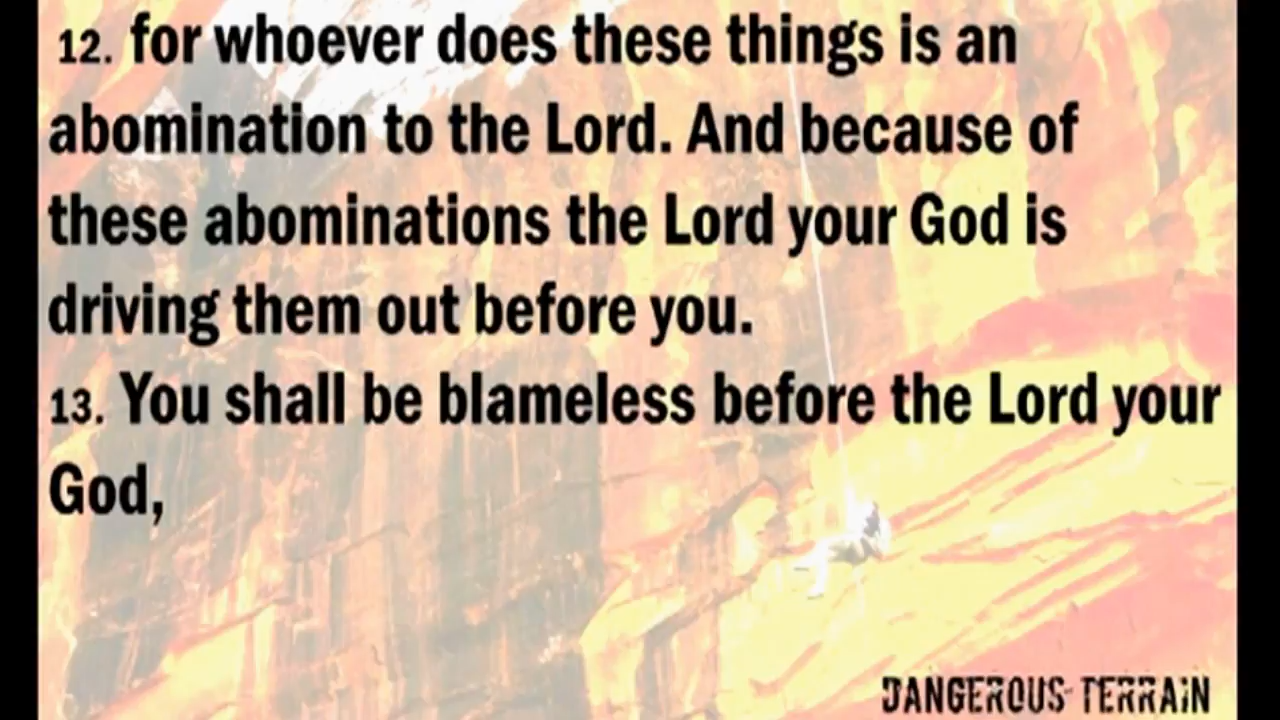 12. for whoever does these things is an
abomination to the Lord. And because of
these abominations the Lord your God is
driving them out before you.
13. You shall be blameless before the Lord your
God,
DANGEROUS TERRAIN